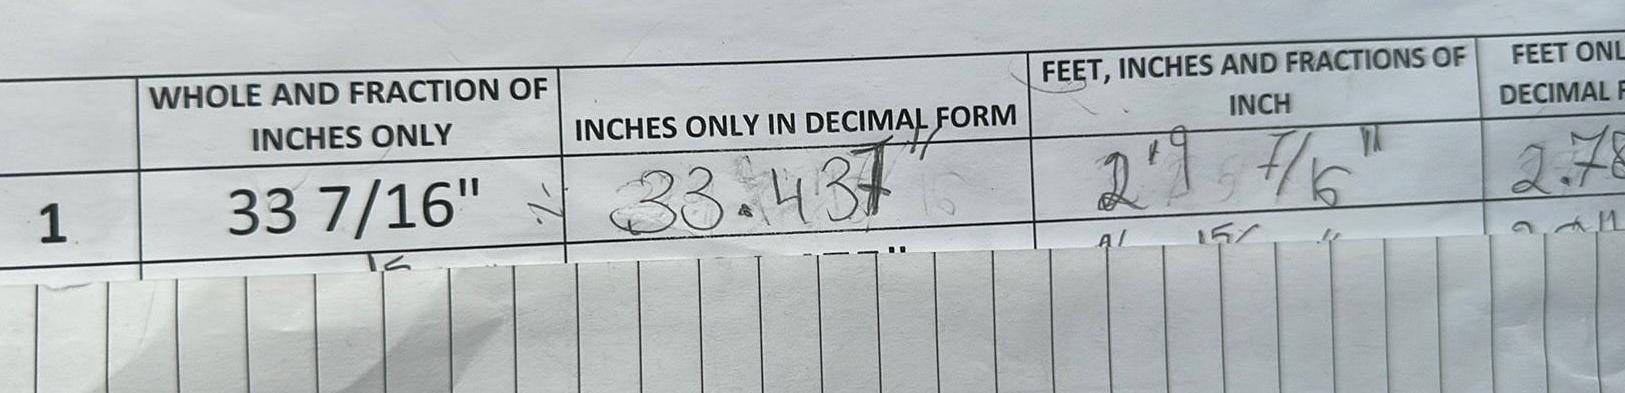 WHOLE AND FRACTION OF
INCHES ONLY
INCHES ONLY IN DECIMAL FORM
FEET, INCHES AND FRACTIONS OF
INCH
FEET ONL
DECIMAL F
1
33 7/16"
33.437"
2'9 7/16"
2.78
15/ "